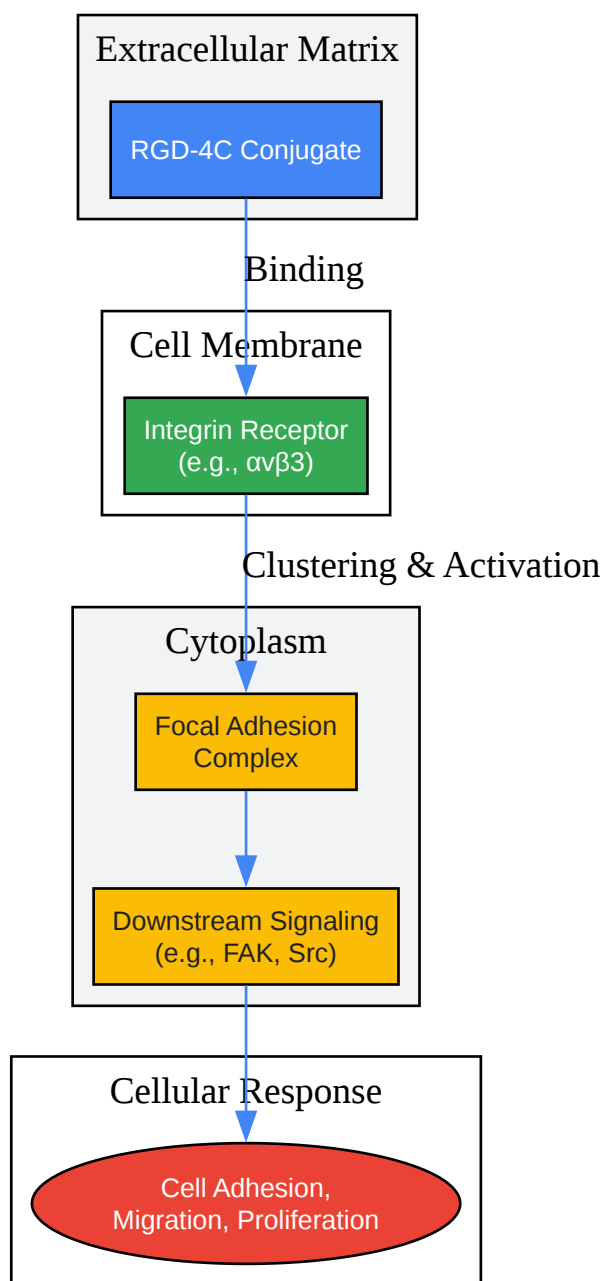 Extracellular Matrix
RGD-4C Conjugate
Binding
Cell Membrane
Integrin Receptor
(e.g., αvβ3)
Clustering & Activation
Cytoplasm
Focal Adhesion
Complex
Downstream Signaling
(e.g., FAK, Src)
Cellular Response
Cell Adhesion,
Migration, Proliferation